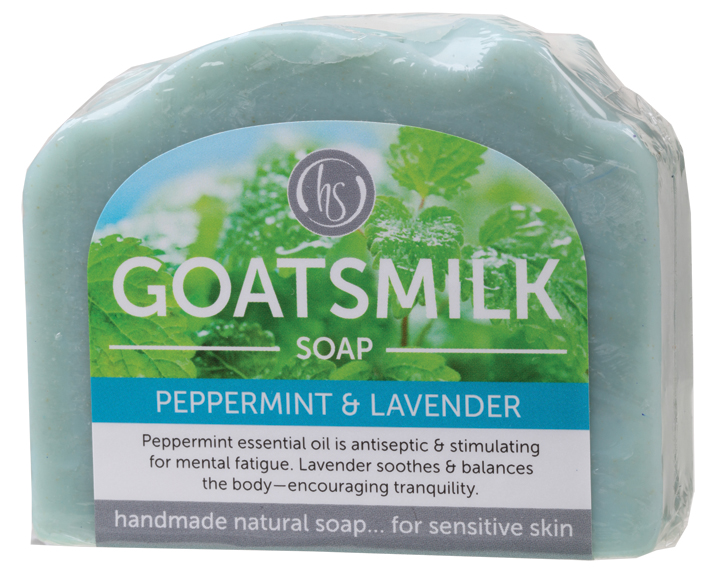 hs
GOATSMILK
SOAP
PEPPERMINT & LAVENDER
Peppermint essential oil is antiseptic & stimulating
for mental fatigue. Lavender soothes & balances
the body—encouraging tranquility.
handmade natural soap... for sensitive skin